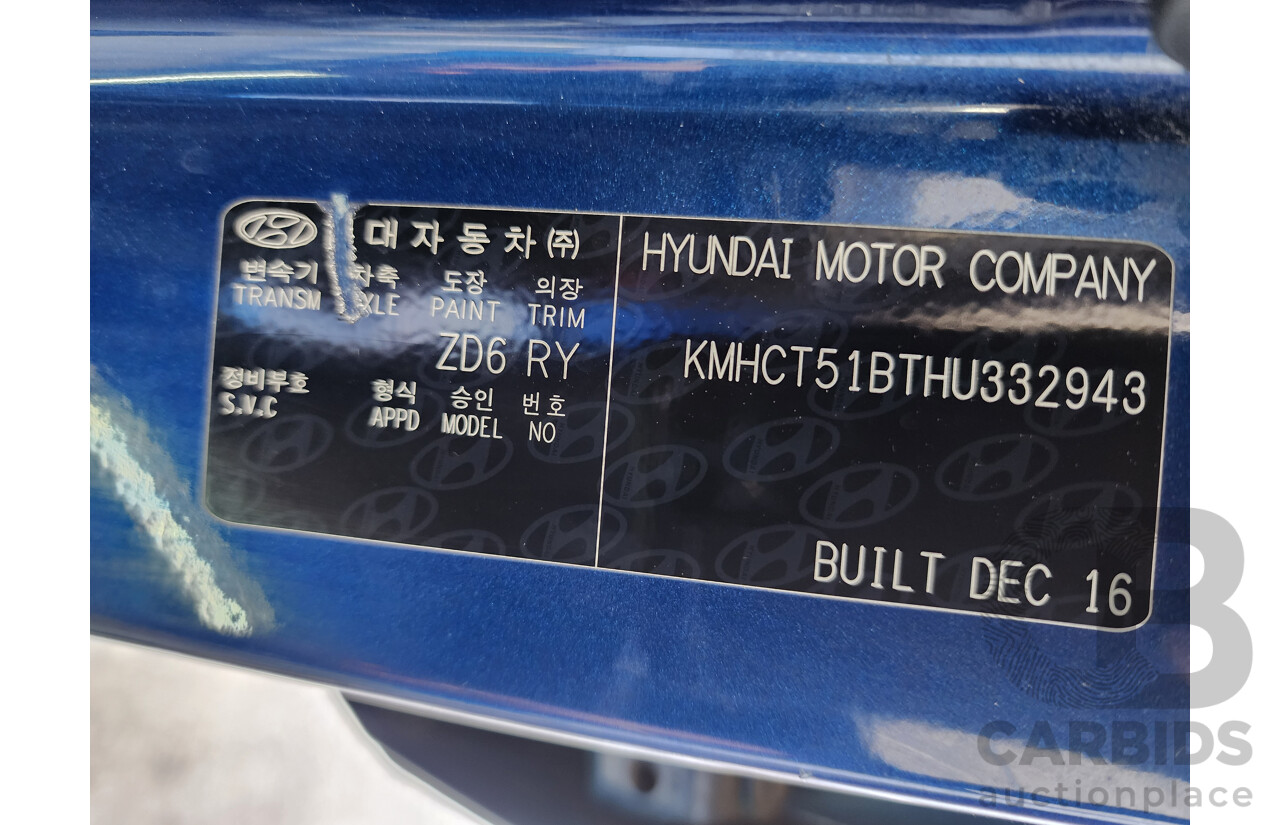 대자동차(주)
변속기 차축 도장 의장
TRANSM XLE PAINT TRIM
ZD6 RY
정비부호 형식 승인 번호
S.V.C APPD MODEL NO
HYUNDAI MOTOR COMPANY
KMHCT51BTHU332943
BUILT DEC 16
CARBIDS
auctionplace